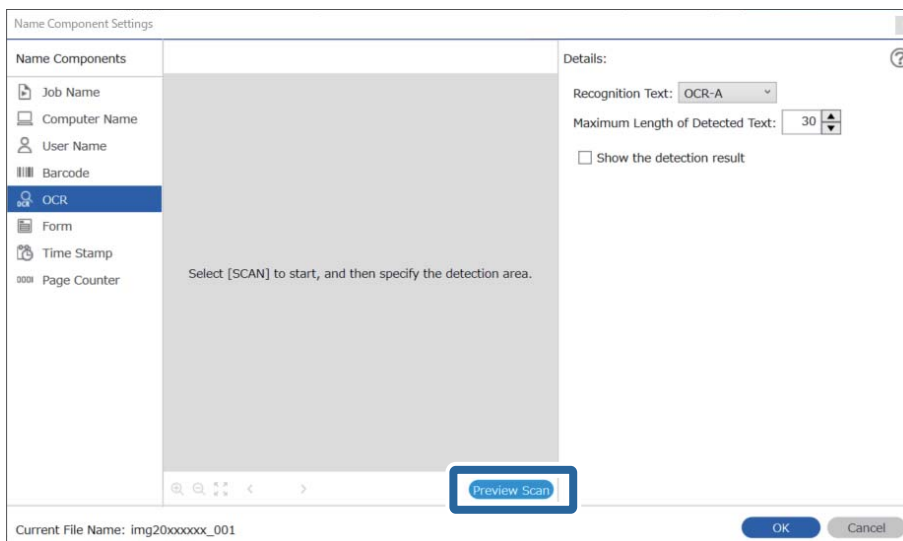 Name Component Settings
Name Components
Job Name
Computer Name
User Name
Barcode
OCR
OCR
Form
Time Stamp
0001 Page Counter
Select [SCAN] to start, and then specify the detection area.
Preview Scan
Details:
?
Recognition Text: OCR-A
Maximum Length of Detected Text: 30
Show the detection result
Current File Name: img20xxxxxx_001
OK
Cancel